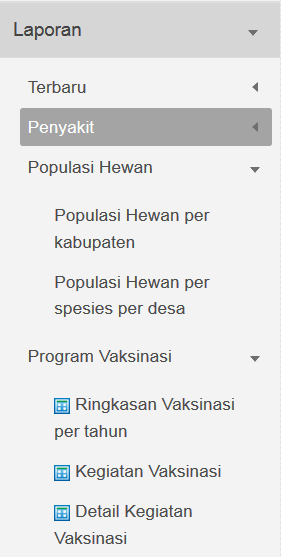 Laporan
Terbaru
Penyakit
Populasi Hewan
Populasi Hewan per
kabupaten
Populasi Hewan per
spesies per desa
Program Vaksinasi
Ringkasan Vaksinasi
per tahun
Kegiatan Vaksinasi
Detail Kegiatan
Vaksinasi